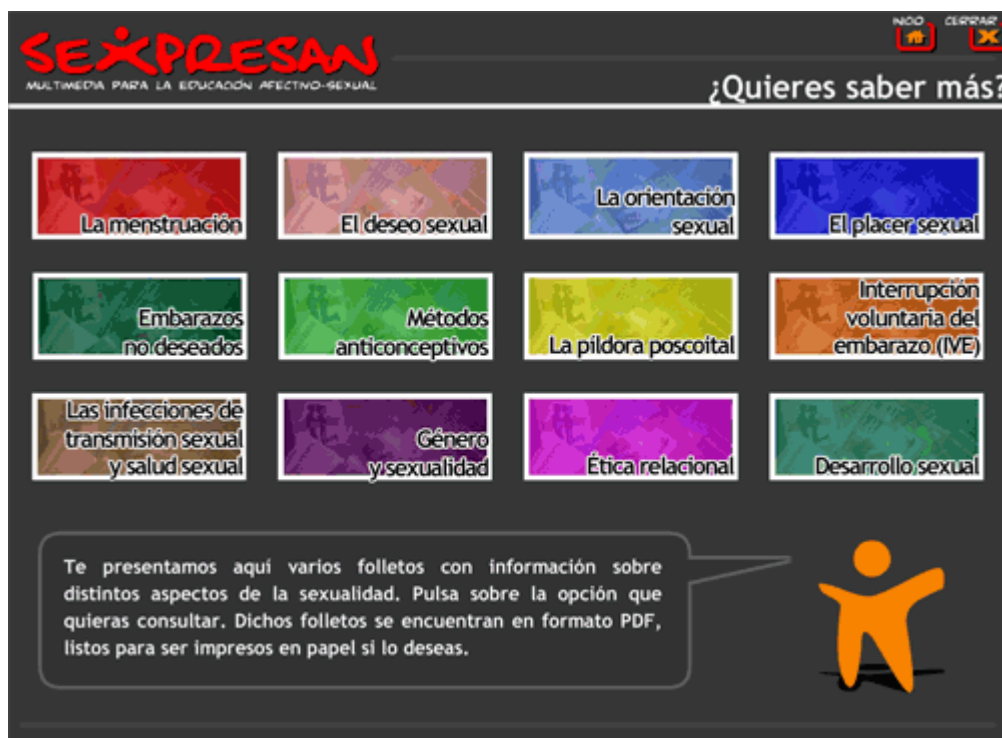 INICIO CERRAR
SEXPRESAN
MULTIMEDIA PARA LA EDUCACIÓN AFECTIVO-SEXUAL
¿Quieres saber más?
La menstruación
El deseo sexual
La orientación
sexual
El placer sexual
Embarazos
no deseados
Métodos
anticonceptivos
La píldora poscoital
Interrupción
voluntaria del
embarazo (IVE)
Las infecciones de
transmisión sexual
y salud sexual
Género
y sexualidad
Ética relacional
Desarrollo sexual
Te presentamos aquí varios folletos con información sobre
distintos aspectos de la sexualidad. Pulsa sobre la opción que
quieras consultar. Dichos folletos se encuentran en formato PDF,
listos para ser impresos en papel si lo deseas.